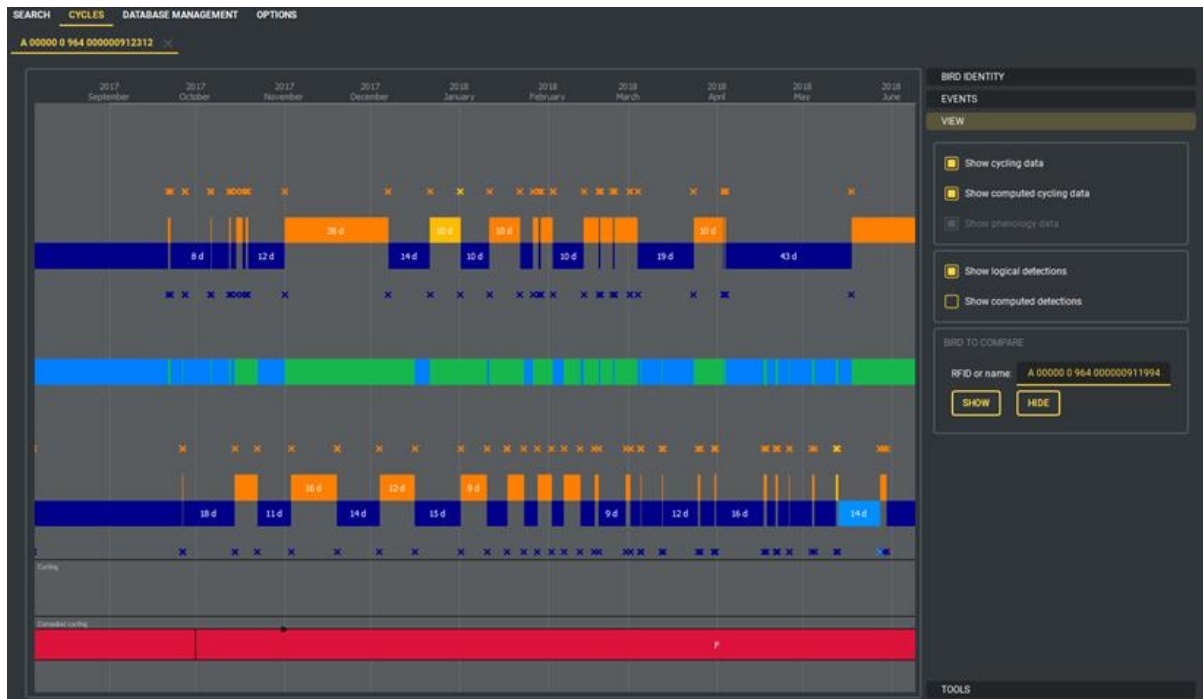 SEARCH CYCLES DATABASE MANAGEMENT OPTIONS
A 00000 0 964 000000912312
2017 2017 2017 2017 2018 2018 2018 2018 2018 2018
September October November December January February March April May June
36 d 10 d 10 d 10 d
8 d 12 d 14 d 10 d 10 d 19 d 43 d
16 d 12 d 9 d
18 d 11 d 14 d 15 d 9 d 12 d 16 d 14 d
Cycling
Computed cycling
P
BIRD IDENTITY
EVENTS
VIEW
Show cycling data
Show computed cycling data
Show phenology data
Show logical detections
Show computed detections
BIRD TO COMPARE
RFID or name: A 00000 0 964 000000911994
SHOW HIDE
TOOLS